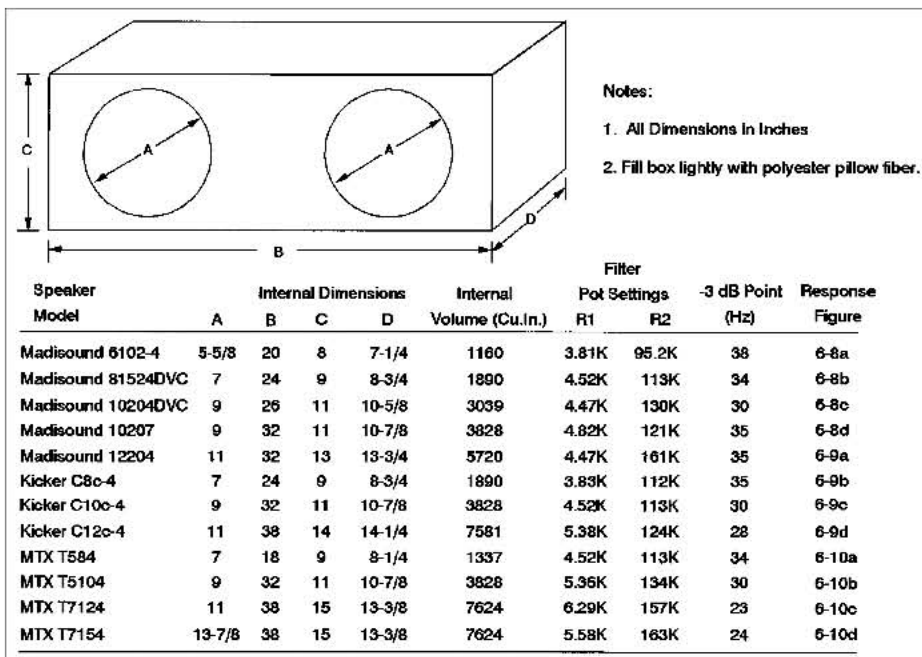 Notes:
1. All Dimensions in Inches
2. Fill box lightly with polyester pillow fiber.
C
A
A
D
B
Filter
Speaker Internal Dimensions Internal Pot Settings -3 dB Point Response
Model A B C D Volume (Cu.In.) R1 R2 (Hz) Figure
Madisound 6102-4 5-5/8 20 8 7-1/4 1160 3.81K 95.2K 38 6-8a
Madisound 81524DVC 7 24 9 8-3/4 1890 4.52K 113K 34 6-8b
Madisound 10204DVC 9 26 11 10-5/8 3039 4.47K 130K 30 6-8c
Madisound 10207 9 32 11 10-7/8 3828 4.82K 121K 35 6-8d
Madisound 12204 11 32 13 13-3/4 5720 4.47K 161K 35 6-9a
Kicker C8c-4 7 24 9 8-3/4 1890 3.83K 112K 35 6-9b
Kicker C10c-4 9 32 11 10-7/8 3828 4.52K 113K 30 6-9c
Kicker C12c-4 11 38 14 14-1/4 7581 5.38K 124K 28 6-9d
MTX T584 7 18 9 8-1/4 1337 4.52K 113K 34 6-10a
MTX T5104 9 32 11 10-7/8 3828 5.36K 134K 30 6-10b
MTX T7124 11 38 15 13-3/8 7624 6.29K 157K 23 6-10c
MTX T7154 13-7/8 38 15 13-3/8 7624 5.58K 163K 24 6-10d